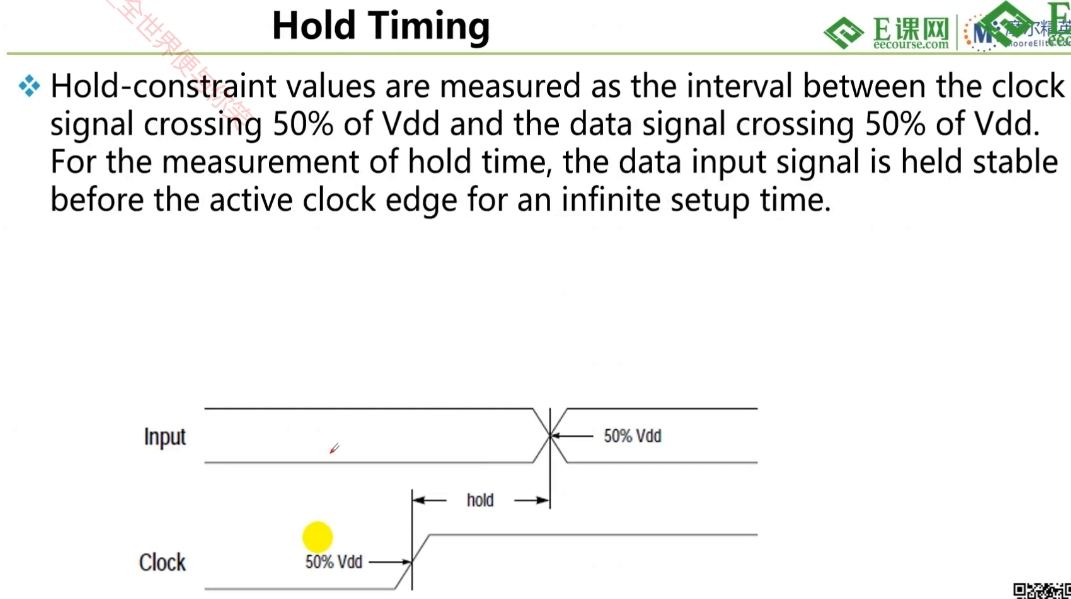 Hold Timing
E课网
eecourse.com
Hold-constraint values are measured as the interval between the clock
signal crossing 50% of Vdd and the data signal crossing 50% of Vdd.
For the measurement of hold time, the data input signal is held stable
before the active clock edge for an infinite setup time.
Input
50% Vdd
hold
50% Vdd
Clock